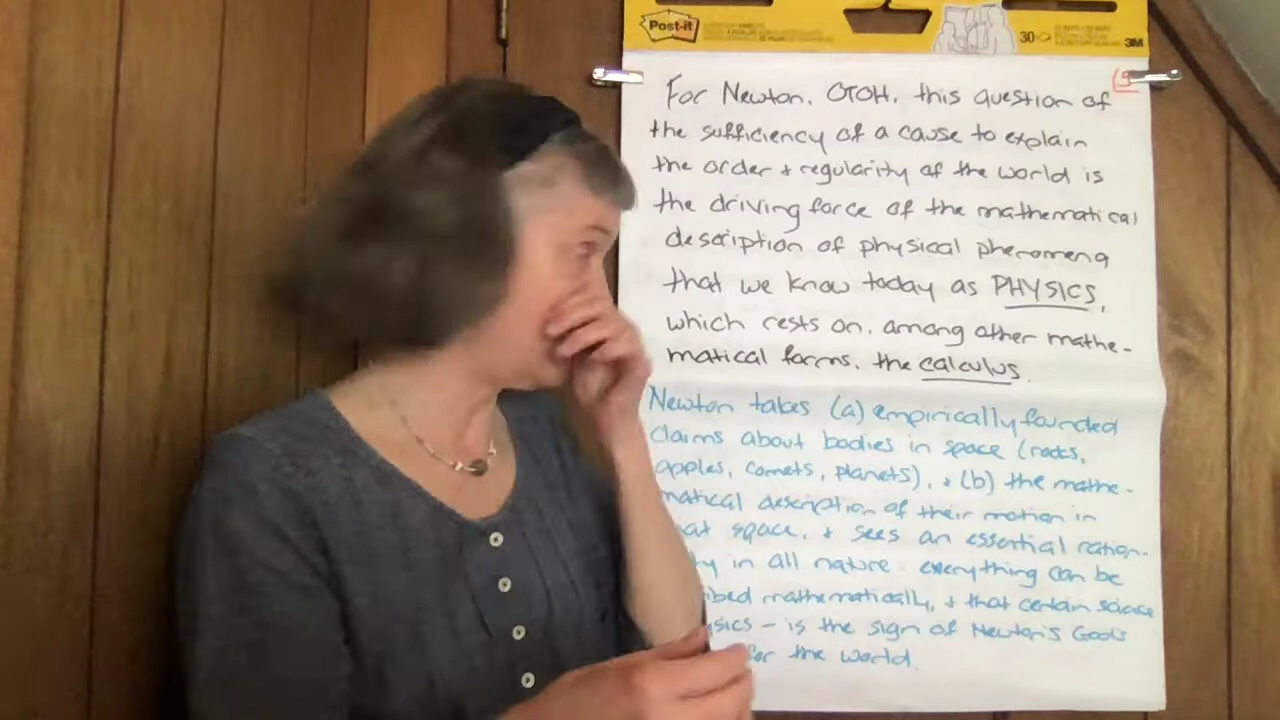 Post-it
30
3M
5
For Newton, OTOH, this question of
the sufficiency of a cause to explain
the order + regularity of the world is
the driving force of the mathematical
description of physical phenomena
that we know today as PHYSICS,
which rests on, among other mathe-
matical forms, the calculus.
Newton takes (a) empirically founded
claims about bodies in space (rocks,
apples, comets, planets), + (b) the mathe-
matical description of their motion in
space, + sees an essential ration-
in all nature. everything can be
mathematically, + that certain science
- is the sign of Newton's God's
for the world.